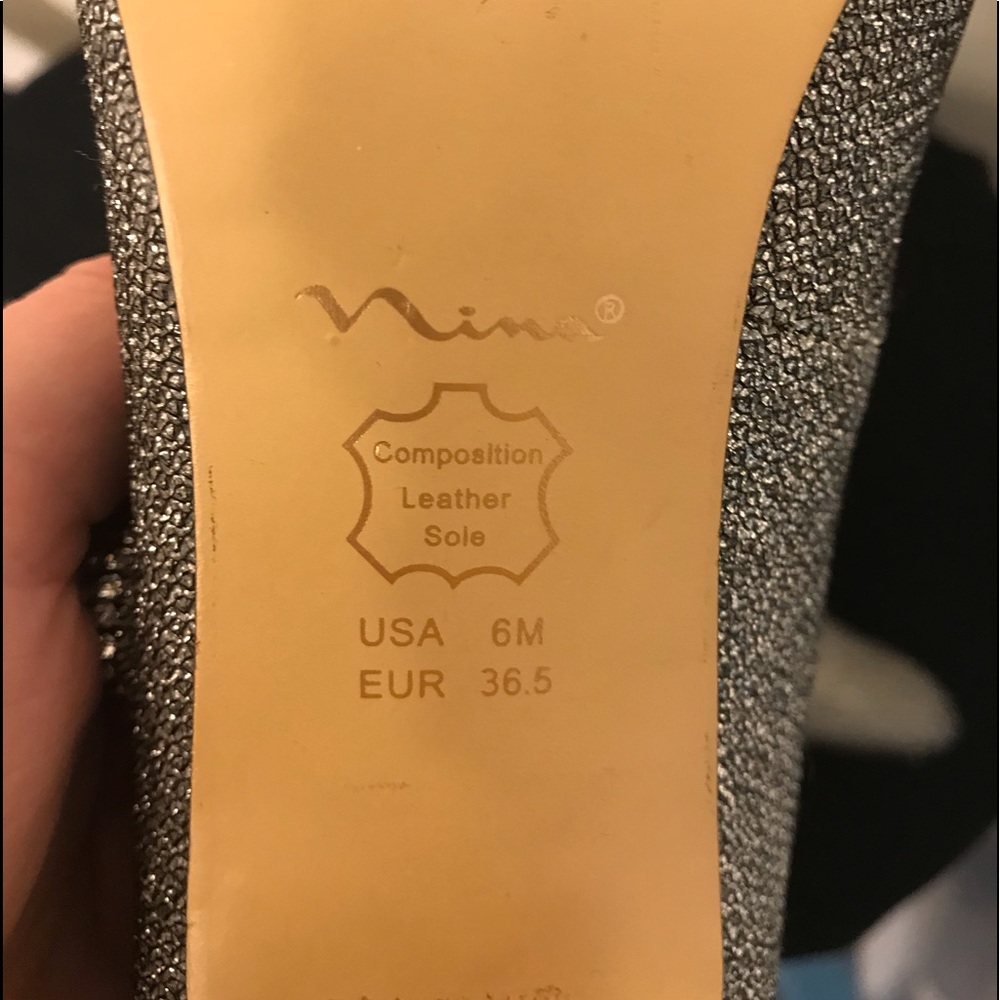 Nina®
Composition
Leather
Sole
USA 6M
EUR 36.5